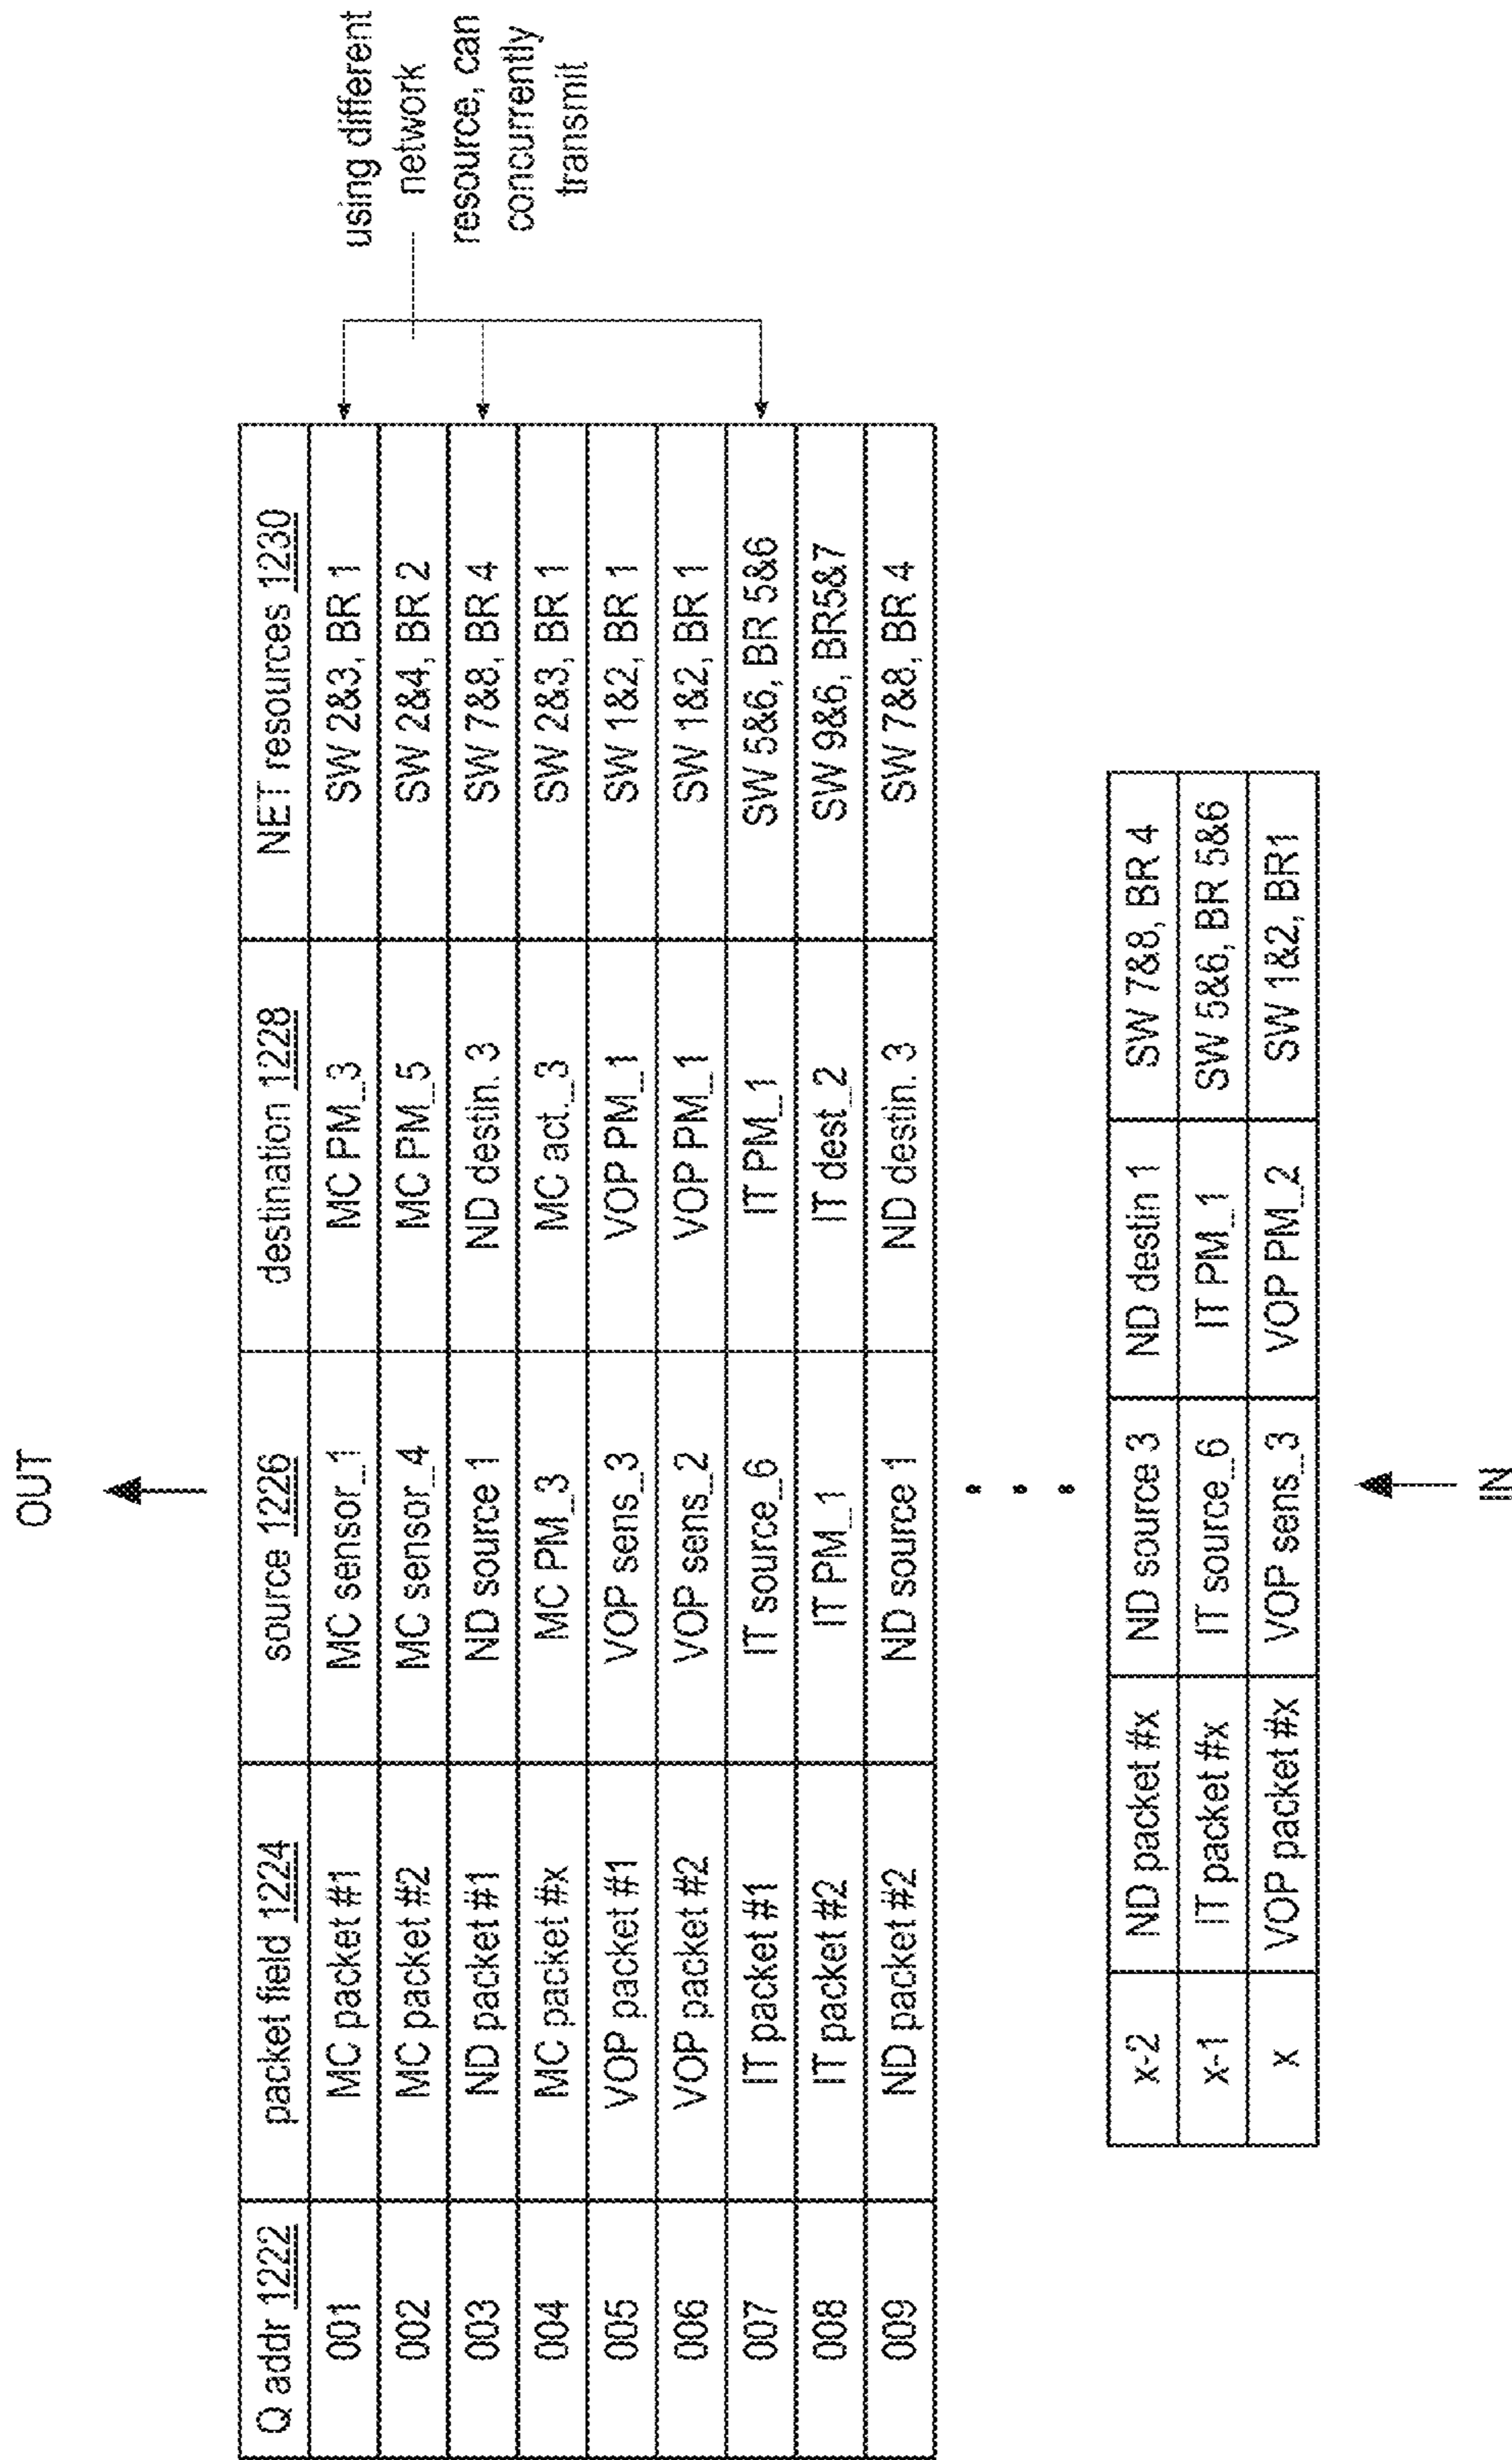 OUT
Q addr 1222 packet field 1224 source 1226 destination 1228 NET resources 1230
001 MC packet #1 MC sensor_1 MC PM_3 SW 2&3, BR 1
002 MC packet #2 MC sensor_4 MC PM_5 SW 2&4, BR 2
003 ND packet #1 ND source 1 ND destin. 3 SW 7&8, BR 4
004 MC packet #x MC PM_3 MC act._3 SW 2&3, BR 1
005 VOP packet #1 VOP sens_3 VOP PM_1 SW 1&2, BR 1
006 VOP packet #2 VOP sens_2 VOP PM_1 SW 1&2, BR 1
007 IT packet #1 IT source_6 IT PM_1 SW 5&6, BR 5&6
008 IT packet #2 IT PM_1 IT dest_2 SW 9&6, BR5&7
009 ND packet #2 ND source 1 ND destin. 3 SW 7&8, BR 4
using different
network
resource, can
concurrently
transmit
x-2 ND packet #x ND source 3 ND destin 1 SW 7&8, BR 4
x-1 IT packet #x IT source_6 IT PM_1 SW 5&6, BR 5&6
x VOP packet #x VOP sens_3 VOP PM_2 SW 1&2, BR1
IN